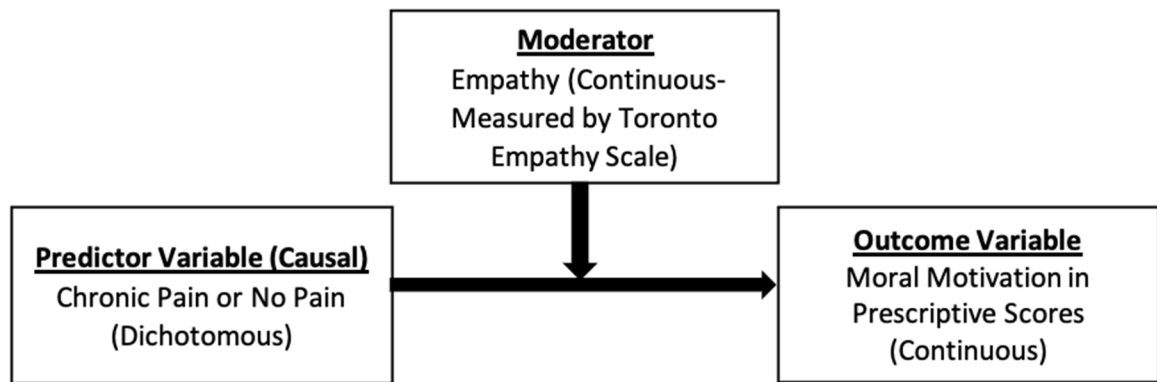 Moderator
Empathy (Continuous-
Measured by Toronto
Empathy Scale)
Predictor Variable (Causal)
Chronic Pain or No Pain
(Dichotomous)
Outcome Variable
Moral Motivation in
Prescriptive Scores
(Continuous)